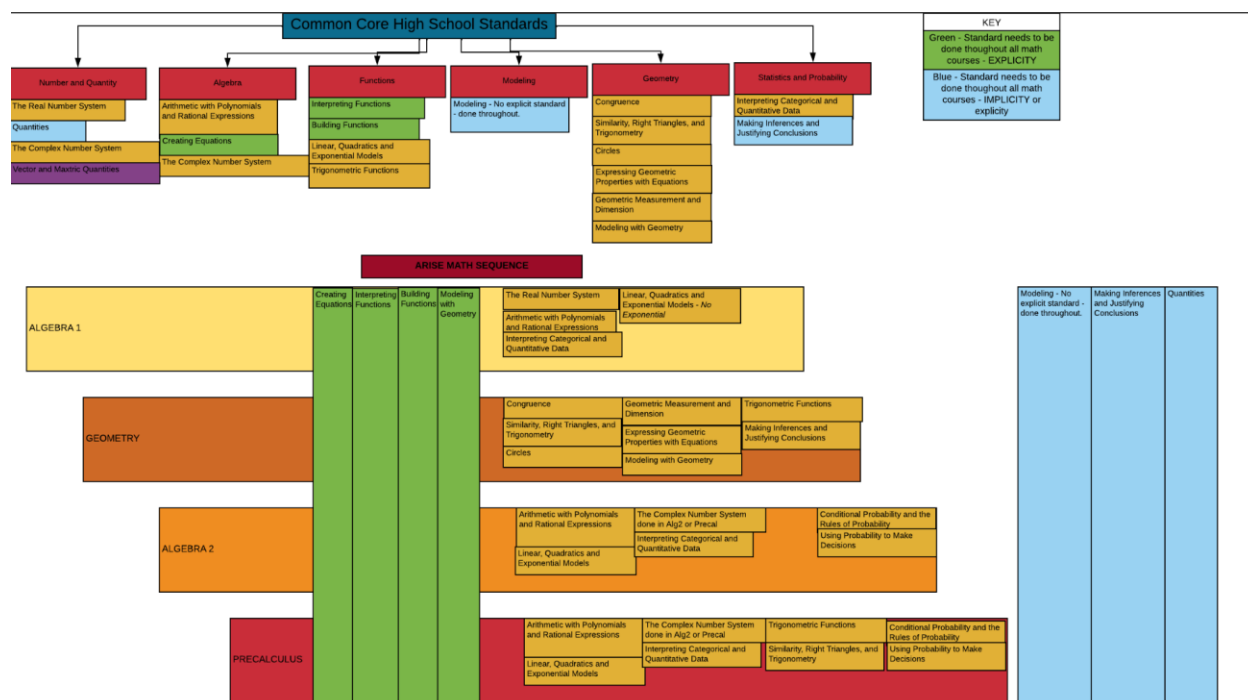 Common Core High School Standards
KEY
Green - Standard needs to be
done thoughout all math
courses - EXPLICITY
Blue - Standard needs to be
done thoughout all math
courses - IMPLICITY or
explicity
Number and Quantity
The Real Number System
Quantities
The Complex Number System
Vector and Maxtric Quantities
Algebra
Arithmetic with Polynomials
and Rational Expressions
Creating Equations
The Complex Number System
Functions
Interpreting Functions
Building Functions
Linear, Quadratics and
Exponential Models
Trigonometric Functions
Modeling
Modeling - No explicit standard
- done throughout.
Geometry
Congruence
Similarity, Right Triangles, and
Trigonometry
Circles
Expressing Geometric
Properties with Equations
Geometric Measurement and
Dimension
Modeling with Geometry
Statistics and Probability
Interpreting Categorical and
Quantitative Data
Making Inferences and
Justifying Conclusions
ARISE MATH SEQUENCE
Creating
Equations
Interpreting
Functions
Building
Functions
Modeling
with
Geometry
Modeling - No
explicit standard -
done throughout.
Making Inferences
and Justifying
Conclusions
Quantities
ALGEBRA 1
The Real Number System
Arithmetic with Polynomials
and Rational Expressions
Interpreting Categorical and
Quantitative Data
Linear, Quadratics and
Exponential Models - No
Exponential
GEOMETRY
Congruence
Similarity, Right Triangles, and
Trigonometry
Circles
Geometric Measurement and
Dimension
Expressing Geometric
Properties with Equations
Modeling with Geometry
Trigonometric Functions
Making Inferences and
Justifying Conclusions
ALGEBRA 2
Arithmetic with Polynomials
and Rational Expressions
Linear, Quadratics and
Exponential Models
The Complex Number System
done in Alg2 or Precal
Interpreting Categorical and
Quantitative Data
Conditional Probability and the
Rules of Probability
Using Probability to Make
Decisions
PRECALCULUS
Arithmetic with Polynomials
and Rational Expressions
Linear, Quadratics and
Exponential Models
The Complex Number System
done in Alg2 or Precal
Interpreting Categorical and
Quantitative Data
Trigonometric Functions
Similarity, Right Triangles, and
Trigonometry
Conditional Probability and the
Rules of Probability
Using Probability to Make
Decisions